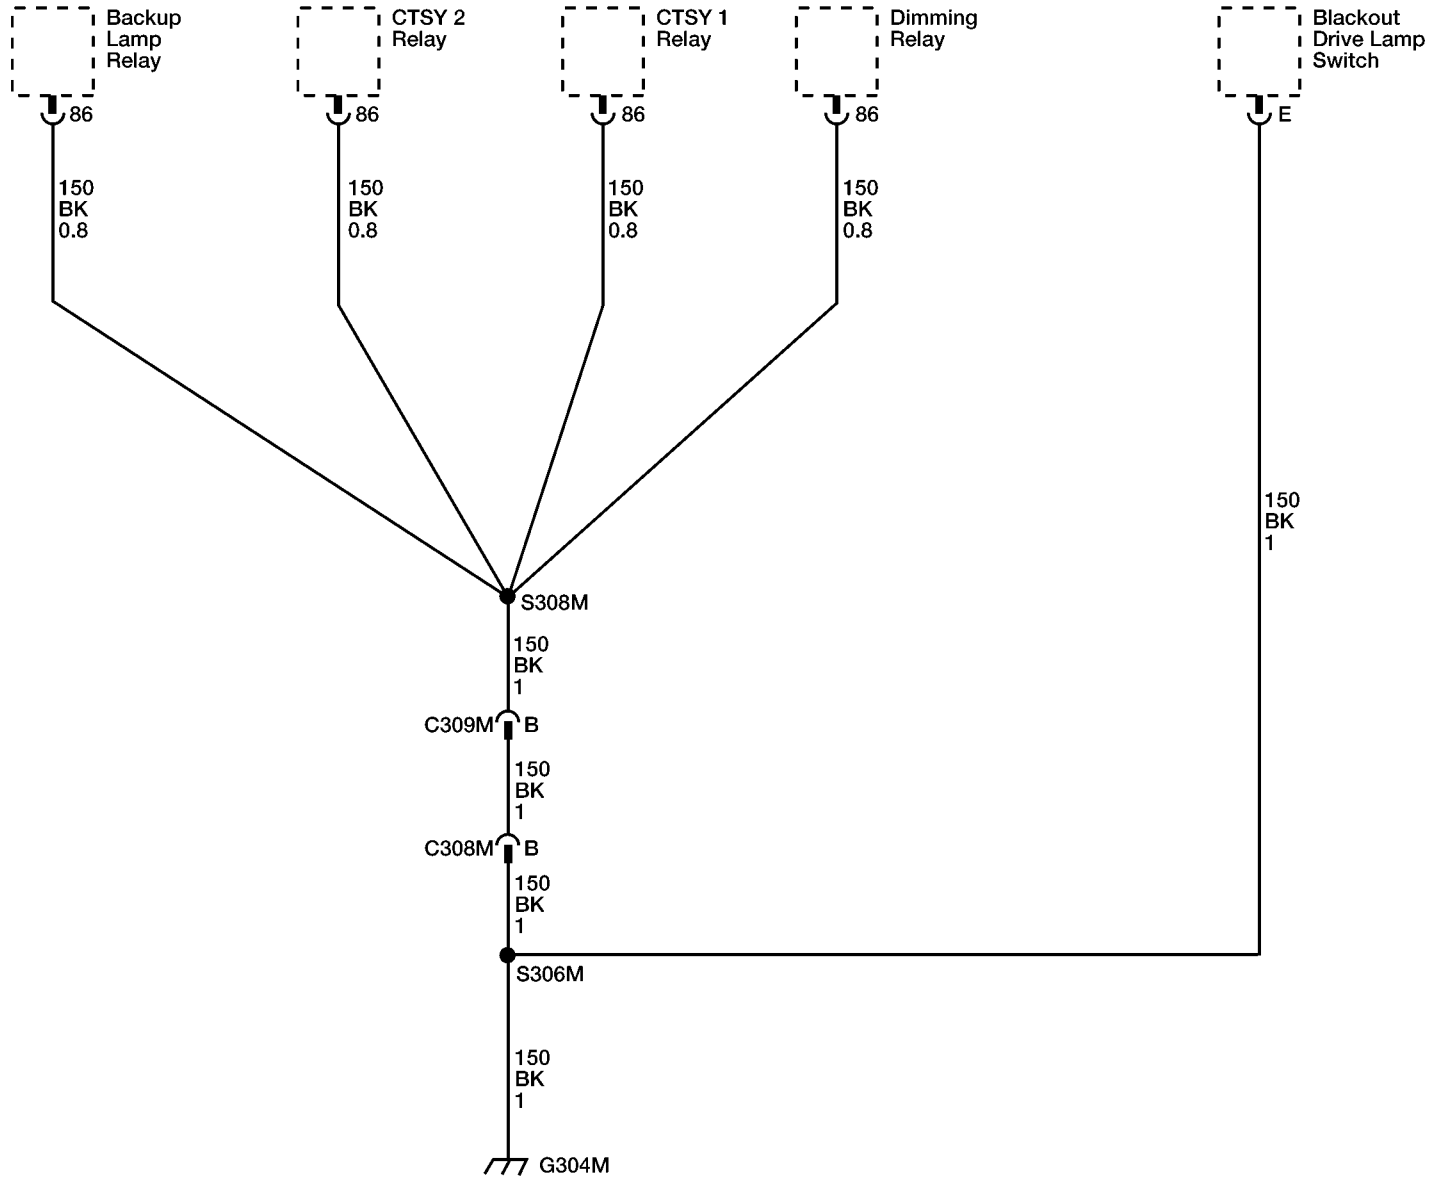 Backup
Lamp
Relay
CTSY 2
Relay
CTSY 1
Relay
Dimming
Relay
Blackout
Drive Lamp
Switch
86
86
86
86
E
150
BK
0.8
150
BK
0.8
150
BK
0.8
150
BK
0.8
150
BK
1
S308M
150
BK
1
C309M B
150
BK
1
C308M B
150
BK
1
S306M
150
BK
1
G304M